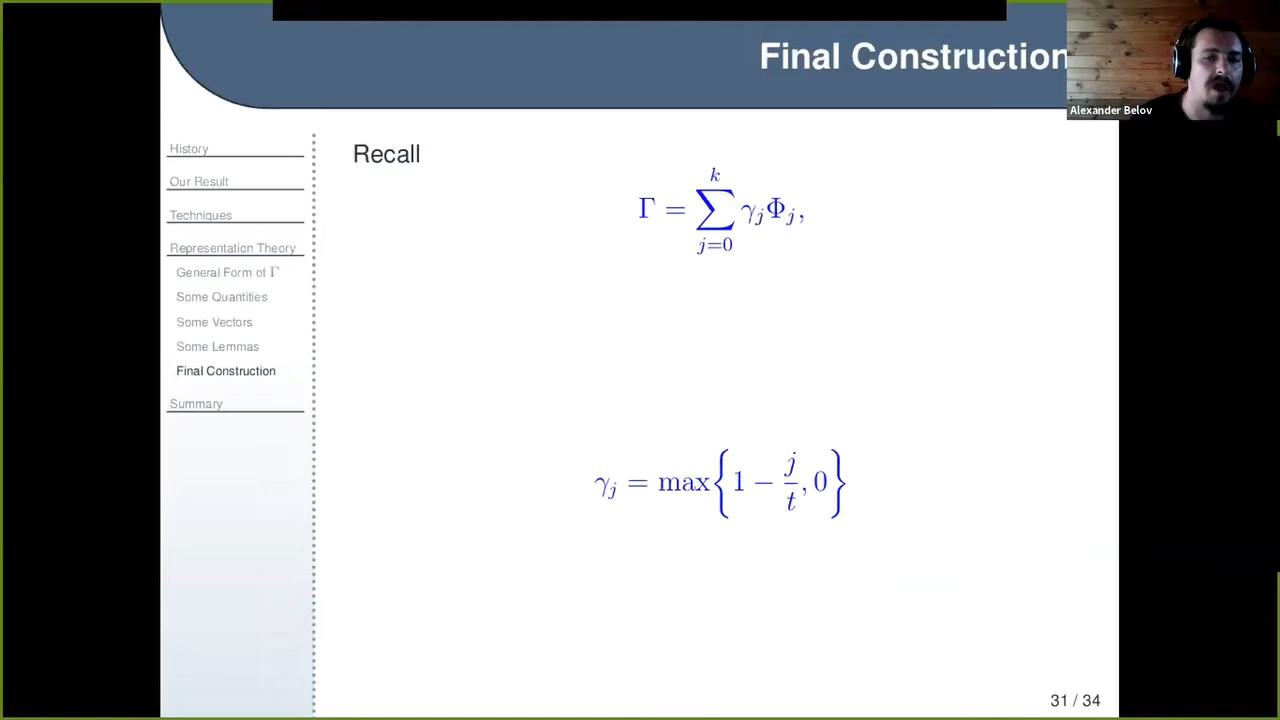 Final Construction
Alexander Belov
History
Our Result
Techniques
Representation Theory
General Form of Γ
Some Quantities
Some Vectors
Some Lemmas
Final Construction
Summary
Recall
Γ = ∑_{j=0}^{k} γ_j Φ_j,
γ_j = max{1 − j/t, 0}
31 / 34